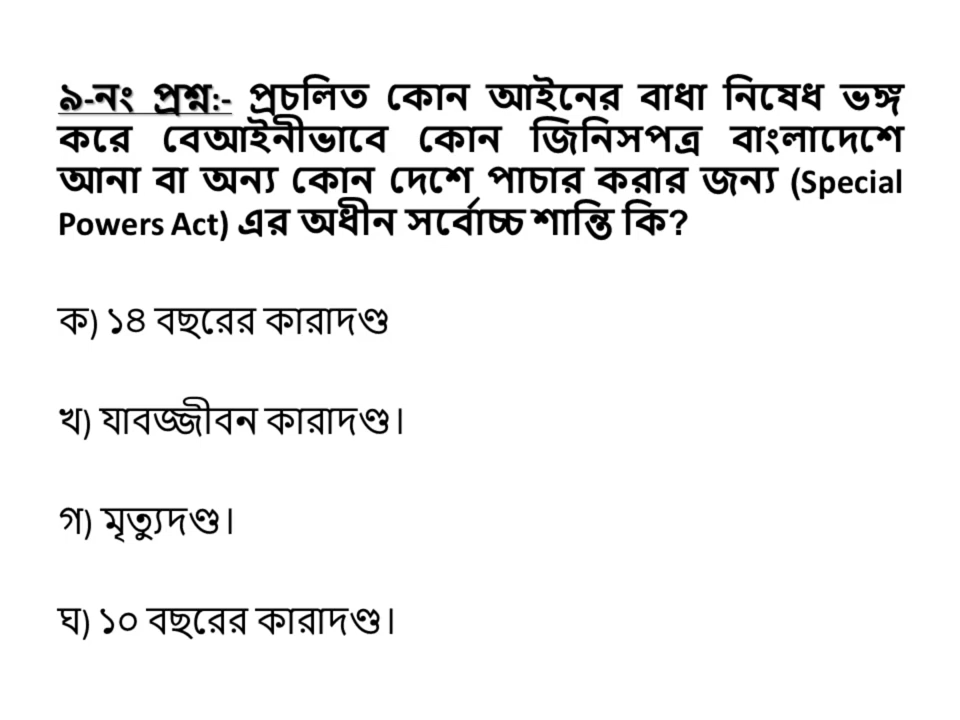 ৯-নং প্রশ্ন:- প্রচলিত কোন আইনের বাধা নিষেধ ভঙ্গ
করে বেআইনীভাবে কোন জিনিসপত্র বাংলাদেশে
আনা বা অন্য কোন দেশে পাচার করার জন্য (Special
Powers Act) এর অধীন সর্বোচ্চ শাস্তি কি?
ক) ১৪ বছরের কারাদণ্ড
খ) যাবজ্জীবন কারাদণ্ড।
গ) মৃত্যুদণ্ড।
ঘ) ১০ বছরের কারাদণ্ড।